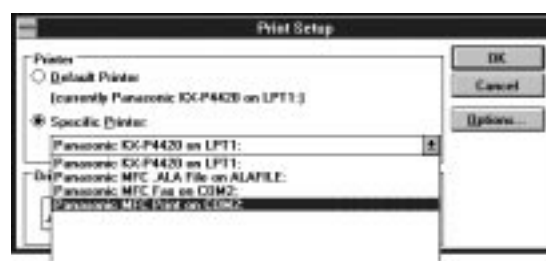 Print Setup
Printer
Default Printer
(currently Panasonic KX-P4420 on LPT1:)
Specific Printer:
Panasonic KX-P4420 on LPT1:
Panasonic KX-P4420 on LPT1:
Panasonic MFC .ALA File on ALAFILE:
Panasonic MFC Fax on COM2:
Panasonic MFC Print on COM2:
OK
Cancel
Options...